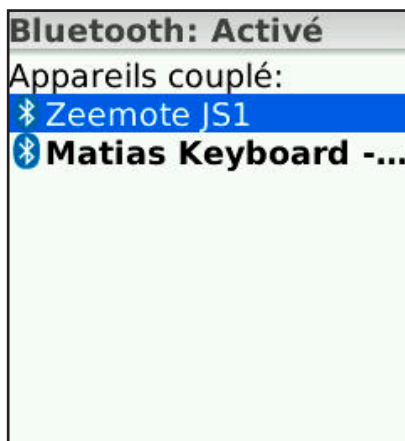 Bluetooth: Activé
Appareils couplé:
Zeemote JS1
Matias Keyboard -...